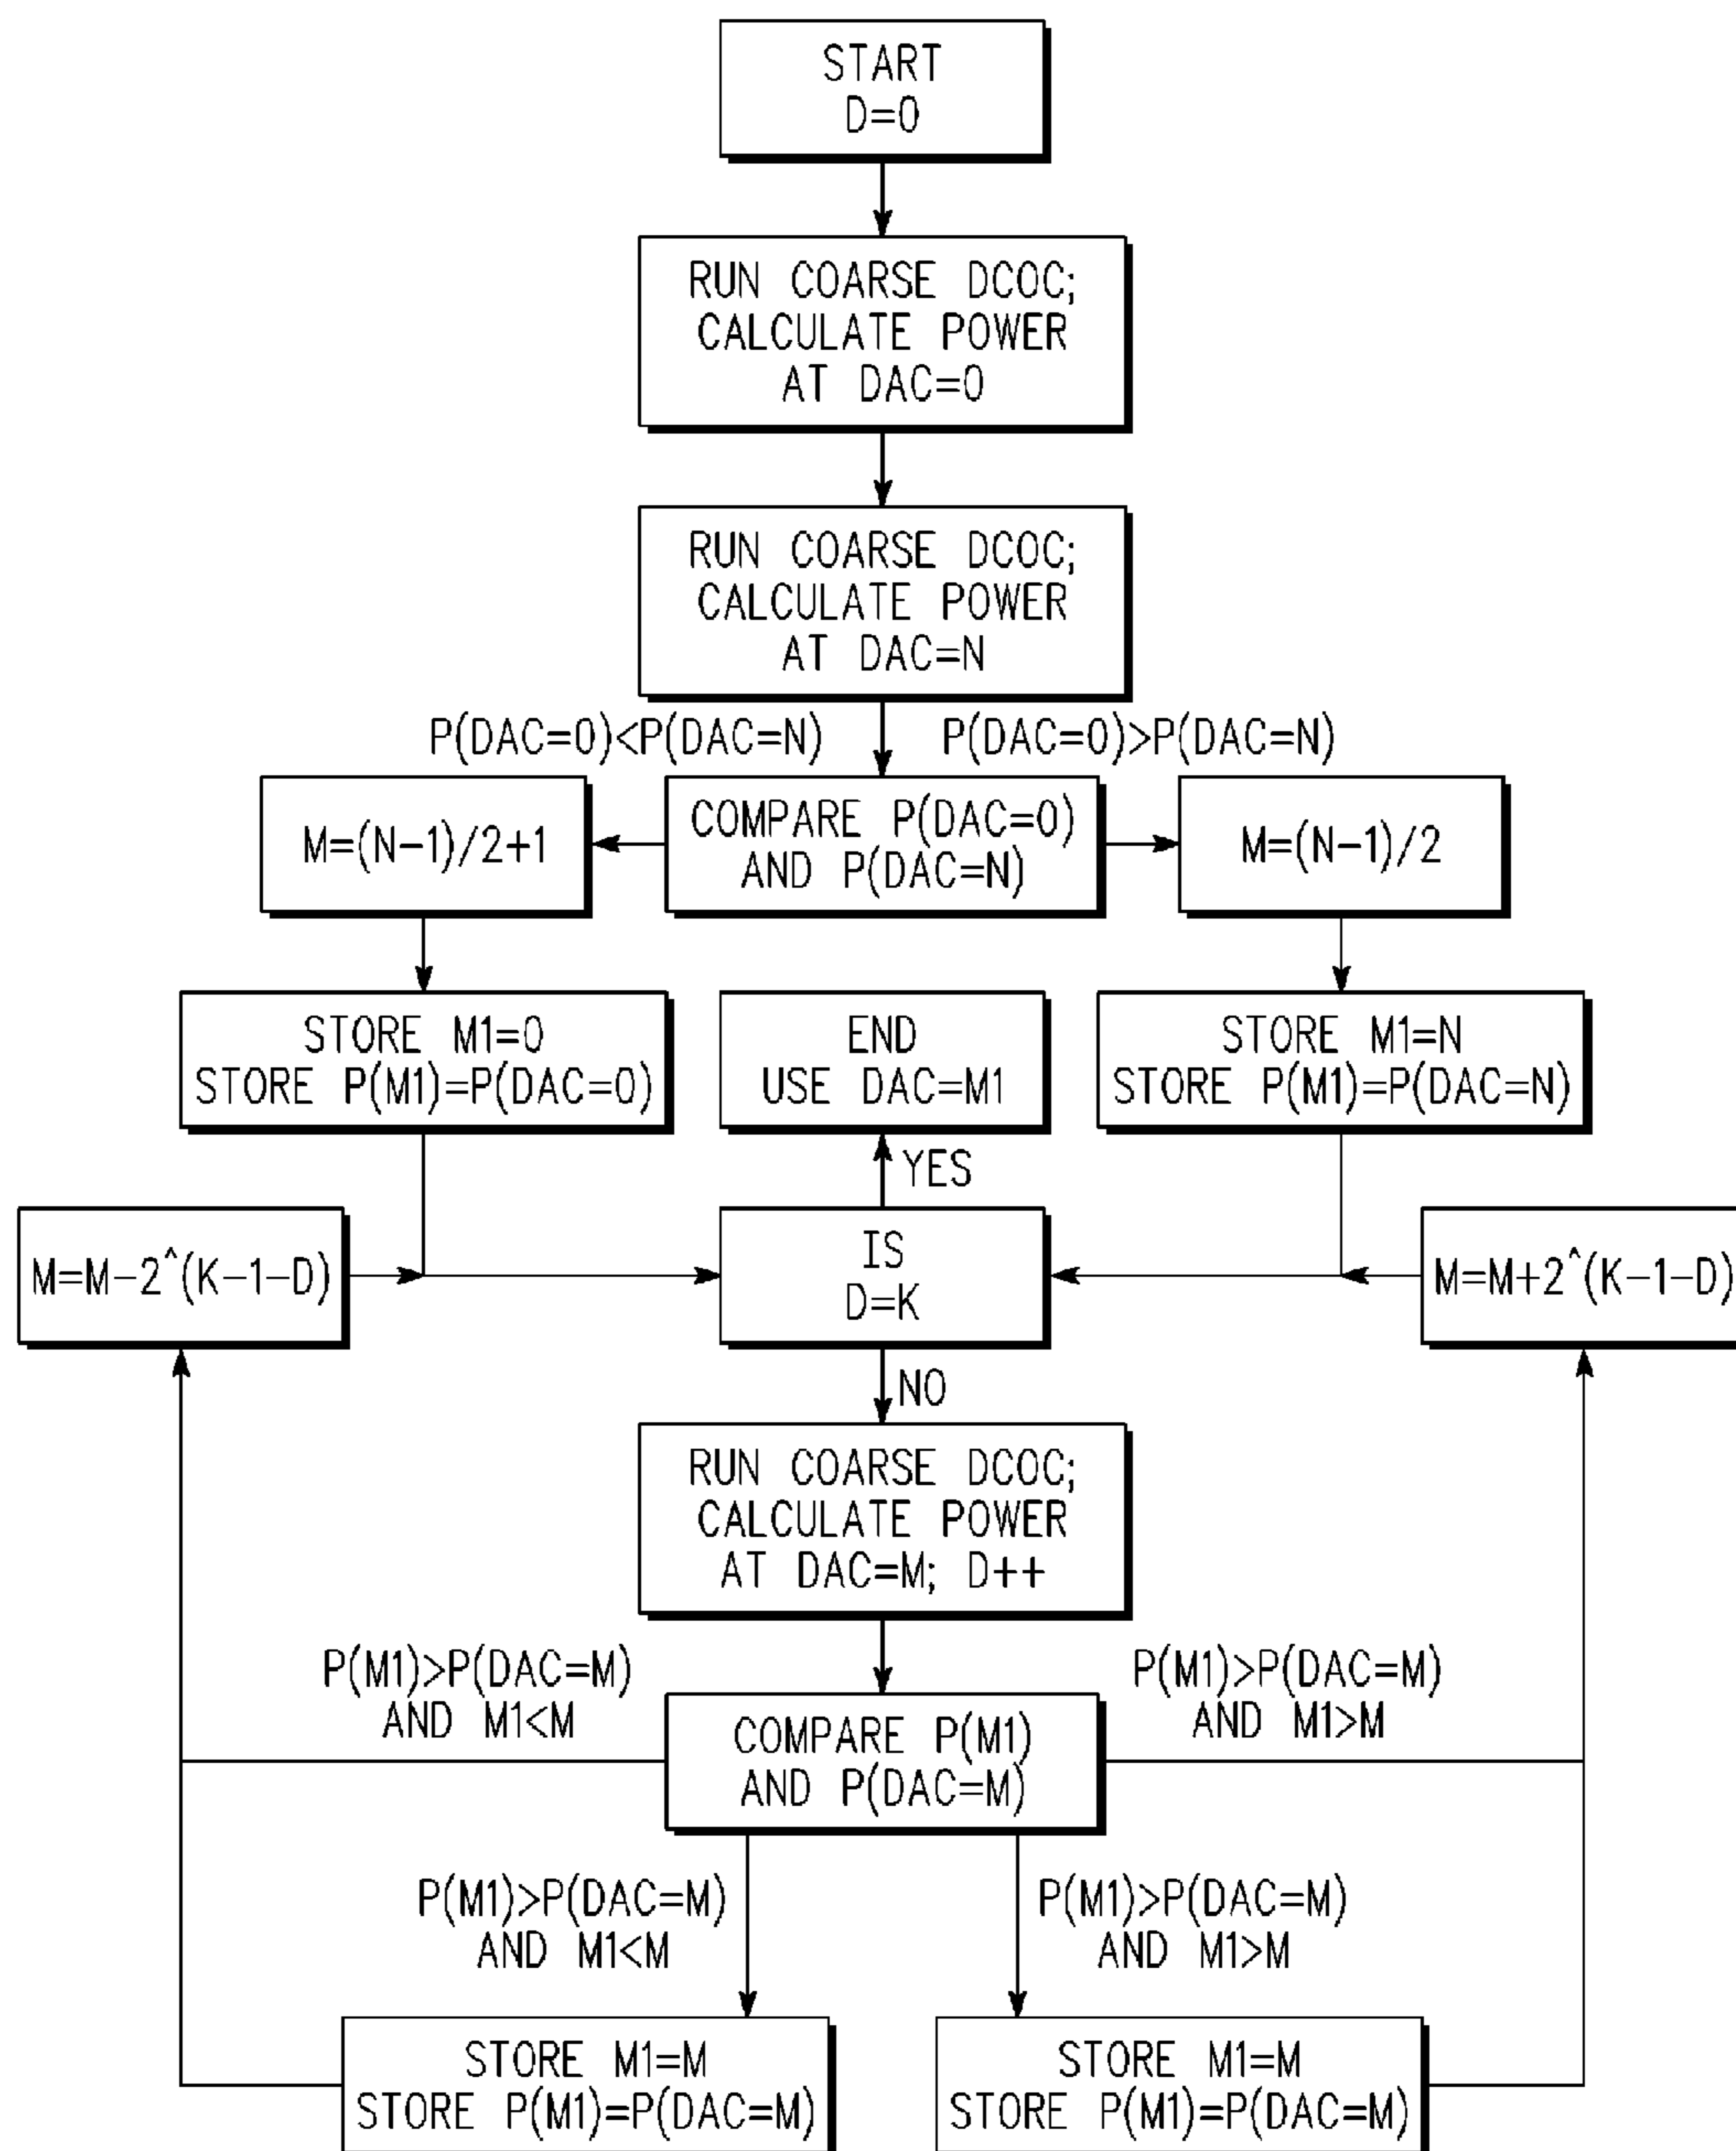 START
D=0
RUN COARSE DCOC;
CALCULATE POWER
AT DAC=0
RUN COARSE DCOC;
CALCULATE POWER
AT DAC=N
P(DAC=0)<P(DAC=N)
P(DAC=0)>P(DAC=N)
M=(N-1)/2+1
COMPARE P(DAC=0)
AND P(DAC=N)
M=(N-1)/2
STORE M1=0
STORE P(M1)=P(DAC=0)
END
USE DAC=M1
STORE M1=N
STORE P(M1)=P(DAC=N)
YES
M=M-2^(K-1-D)
IS
D=K
M=M+2^(K-1-D)
NO
RUN COARSE DCOC;
CALCULATE POWER
AT DAC=M; D++
P(M1)>P(DAC=M)
AND M1<M
P(M1)>P(DAC=M)
AND M1>M
COMPARE P(M1)
AND P(DAC=M)
P(M1)>P(DAC=M)
AND M1<M
P(M1)>P(DAC=M)
AND M1>M
STORE M1=M
STORE P(M1)=P(DAC=M)
STORE M1=M
STORE P(M1)=P(DAC=M)